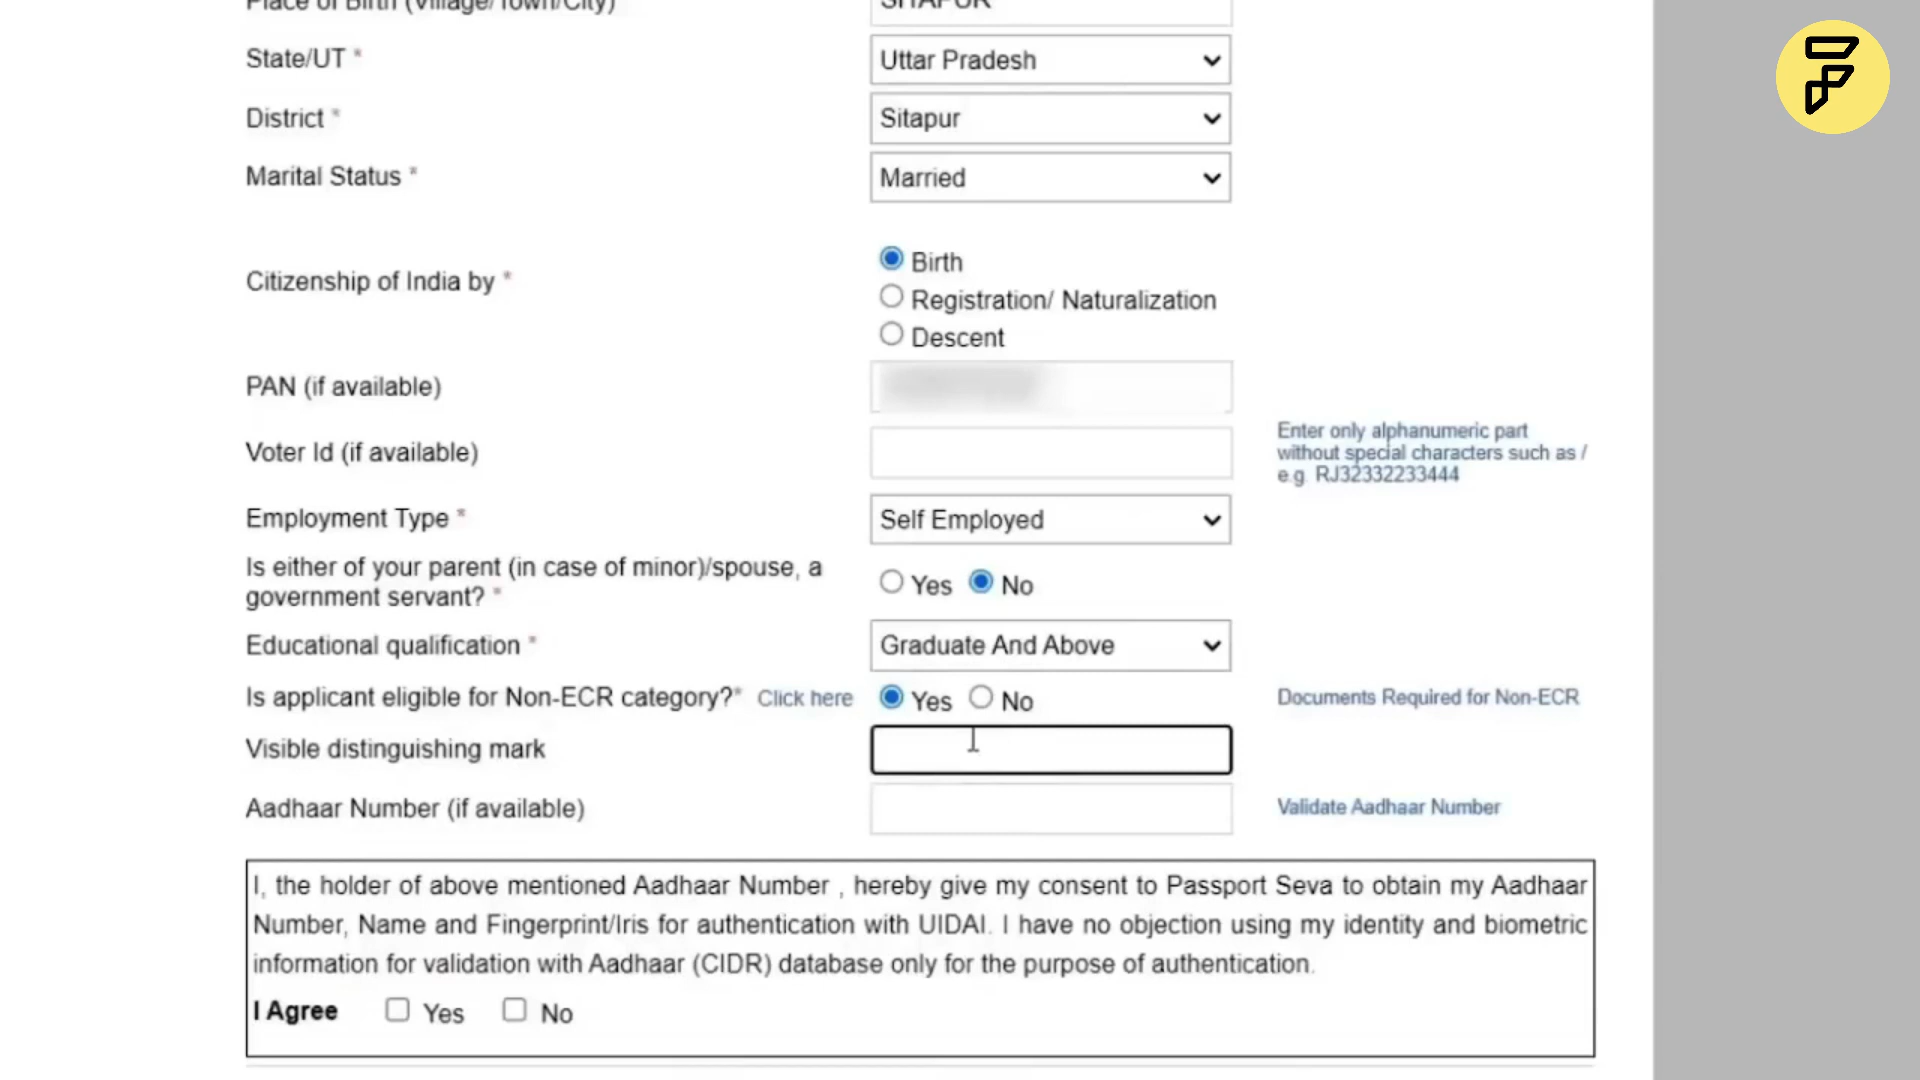 Place of Birth (Village/Town/City) SITAPUR
State/UT * Uttar Pradesh
District * Sitapur
Marital Status * Married
Birth
Citizenship of India by *
Registration/ Naturalization
Descent
PAN (if available)
Enter only alphanumeric part
Voter Id (if available) without special characters such as /
e.g. RJ32332233444
Employment Type * Self Employed
Is either of your parent (in case of minor)/spouse, a
government servant? * Yes No
Educational qualification * Graduate And Above
Is applicant eligible for Non-ECR category?* Click here Yes No Documents Required for Non-ECR
Visible distinguishing mark
Aadhaar Number (if available) Validate Aadhaar Number
I, the holder of above mentioned Aadhaar Number , hereby give my consent to Passport Seva to obtain my Aadhaar
Number, Name and Fingerprint/Iris for authentication with UIDAI. I have no objection using my identity and biometric
information for validation with Aadhaar (CIDR) database only for the purpose of authentication.
I Agree Yes No